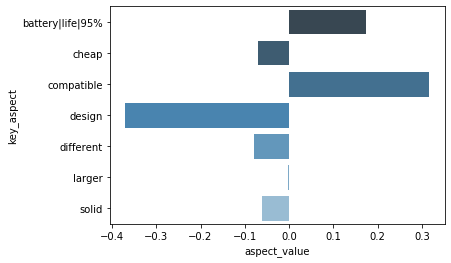 battery|life|95%
cheap
compatible
design
different
larger
solid
key_aspect
−0.4 −0.3 −0.2 −0.1 0.0 0.1 0.2 0.3
aspect_value